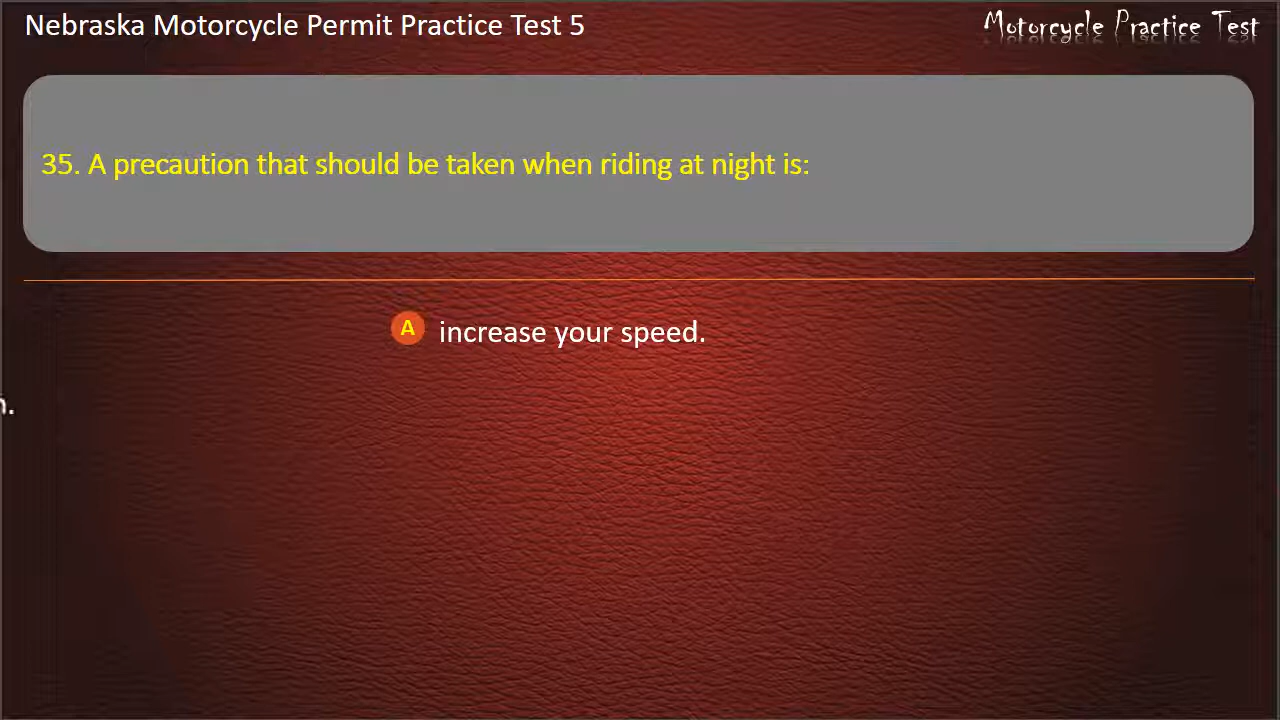 Nebraska Motorcycle Permit Practice Test 5
Motorcycle Practice Test
35. A precaution that should be taken when riding at night is:
A increase your speed.